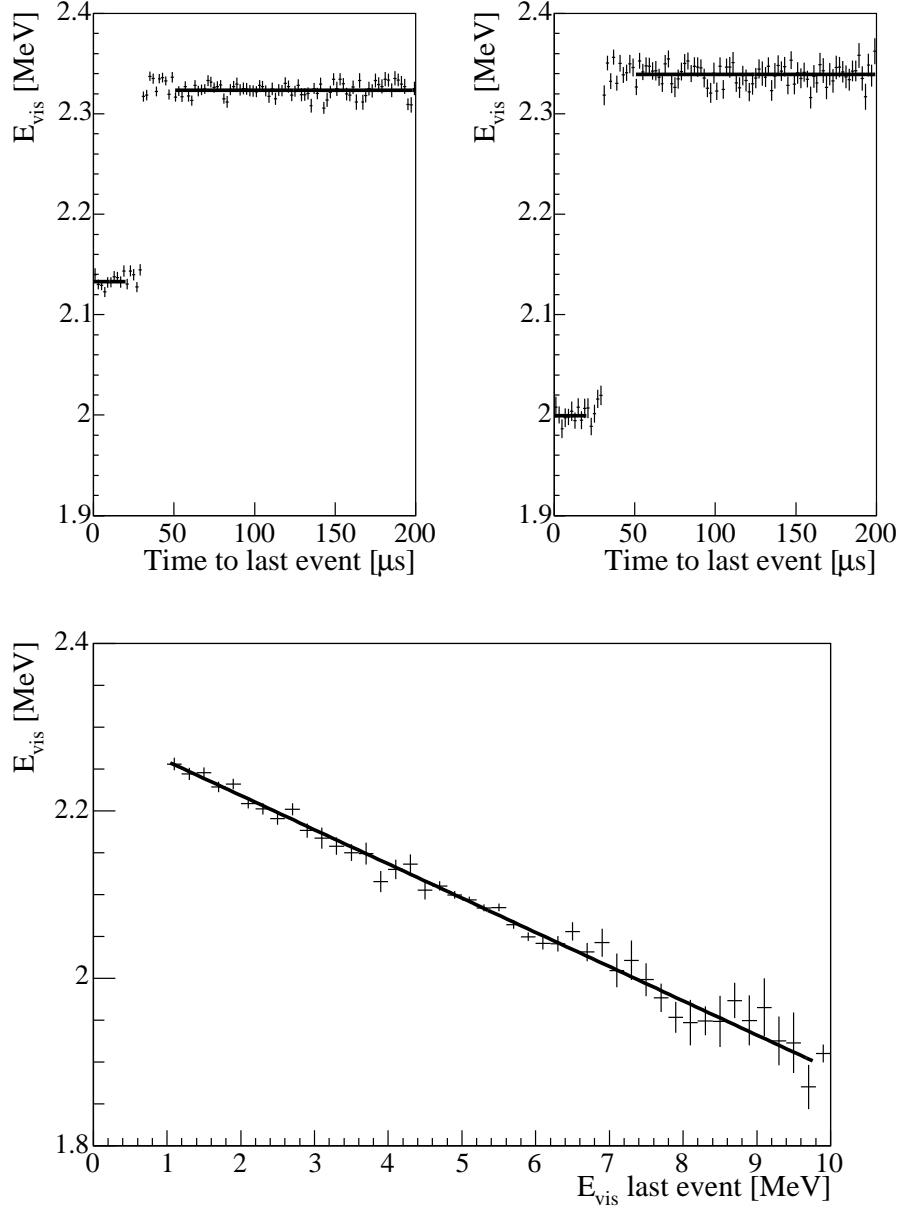 E_vis [MeV]
2.4
2.3
2.2
2.1
2
1.9
0 50 100 150 200
Time to last event [μs]
E_vis [MeV]
2.4
2.3
2.2
2.1
2
1.9
0 50 100 150 200
Time to last event [μs]
E_vis [MeV]
2.4
2.2
2
1.8
0 1 2 3 4 5 6 7 8 9 10
E_vis last event [MeV]